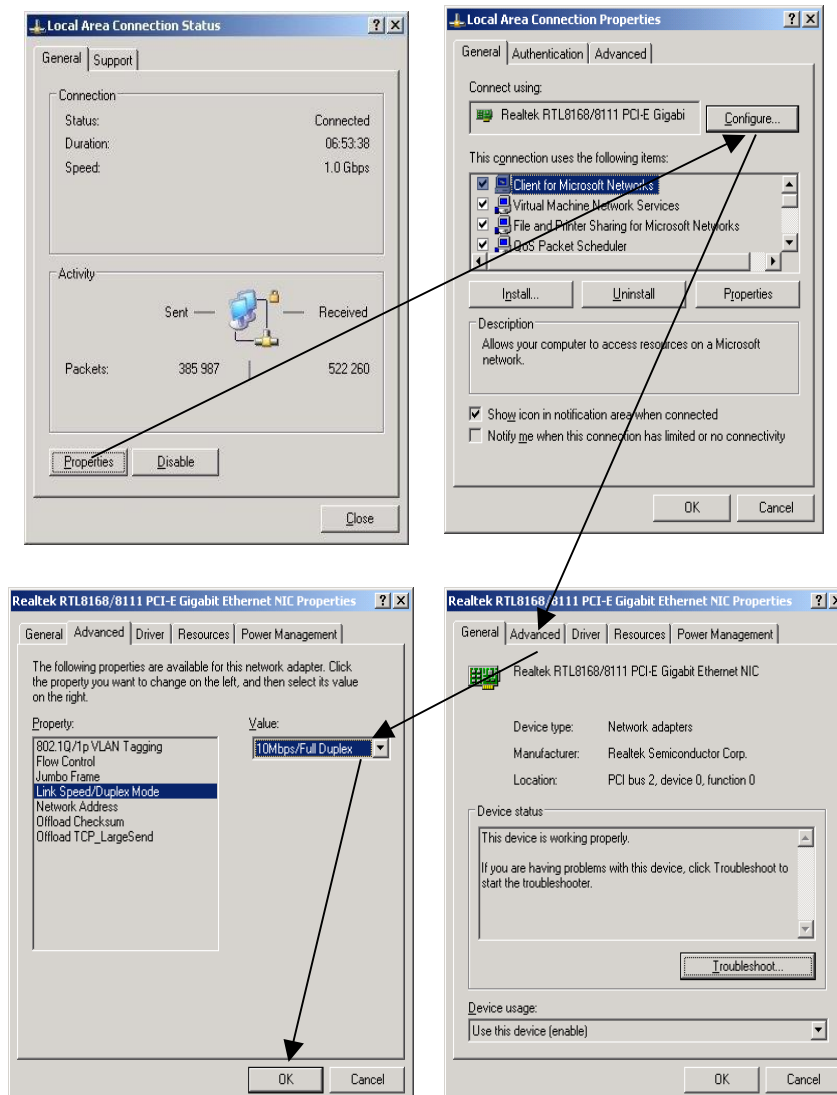 Local Area Connection Status
General Support
Connection
Status: Connected
Duration: 06:53:38
Speed: 1.0 Gbps
Activity
Sent — — Received
Packets: 385 987 522 260
Properties Disable
Close
Local Area Connection Properties
General Authentication Advanced
Connect using:
Realtek RTL8168/8111 PCI-E Gigabi Configure...
This connection uses the following items:
Client for Microsoft Networks
Virtual Machine Network Services
File and Printer Sharing for Microsoft Networks
QoS Packet Scheduler
Install... Uninstall Properties
Description
Allows your computer to access resources on a Microsoft
network.
Show icon in notification area when connected
Notify me when this connection has limited or no connectivity
OK Cancel
Realtek RTL8168/8111 PCI-E Gigabit Ethernet NIC Properties
General Advanced Driver Resources Power Management
The following properties are available for this network adapter. Click
the property you want to change on the left, and then select its value
on the right.
Property: Value:
802.1Q/1p VLAN Tagging
Flow Control
Jumbo Frame
Link Speed/Duplex Mode
Network Address
Offload Checksum
Offload TCP_LargeSend
10Mbps/Full Duplex
OK Cancel
Realtek RTL8168/8111 PCI-E Gigabit Ethernet NIC Properties
General Advanced Driver Resources Power Management
Realtek RTL8168/8111 PCI-E Gigabit Ethernet NIC
Device type: Network adapters
Manufacturer: Realtek Semiconductor Corp.
Location: PCI bus 2, device 0, function 0
Device status
This device is working properly.
If you are having problems with this device, click Troubleshoot to
start the troubleshooter.
Troubleshoot...
Device usage:
Use this device (enable)
OK Cancel